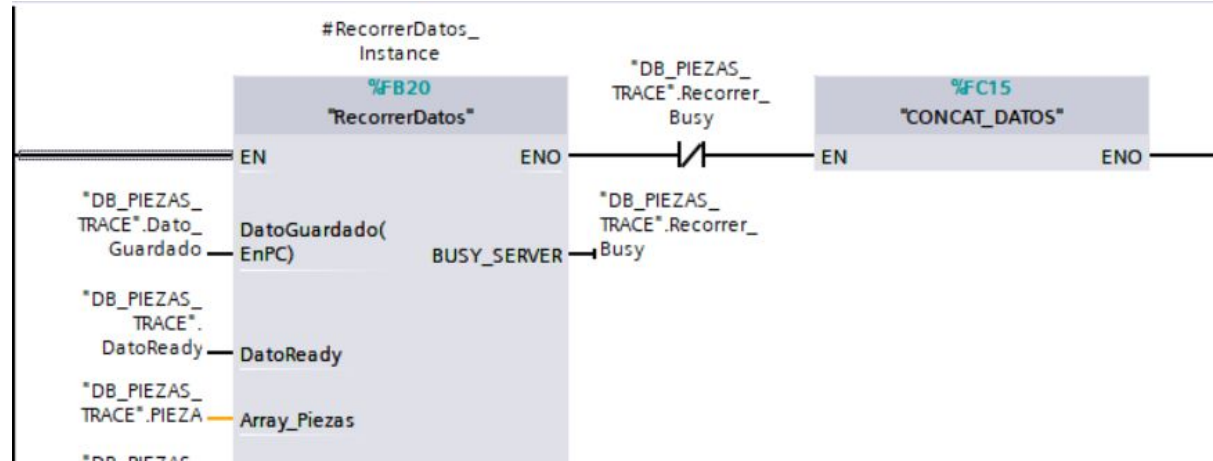 #RecorrerDatos_
Instance
%FB20
"RecorrerDatos"
EN
ENO
"DB_PIEZAS_
TRACE".Recorrer_
Busy
%FC15
"CONCAT_DATOS"
EN
ENO
"DB_PIEZAS_
TRACE".Dato_
Guardado
DatoGuardado(
EnPC)
BUSY_SERVER
"DB_PIEZAS_
TRACE".Recorrer_
Busy
"DB_PIEZAS_
TRACE".
DatoReady
DatoReady
"DB_PIEZAS_
TRACE".PIEZA
Array_Piezas
"DB_PIEZAS_